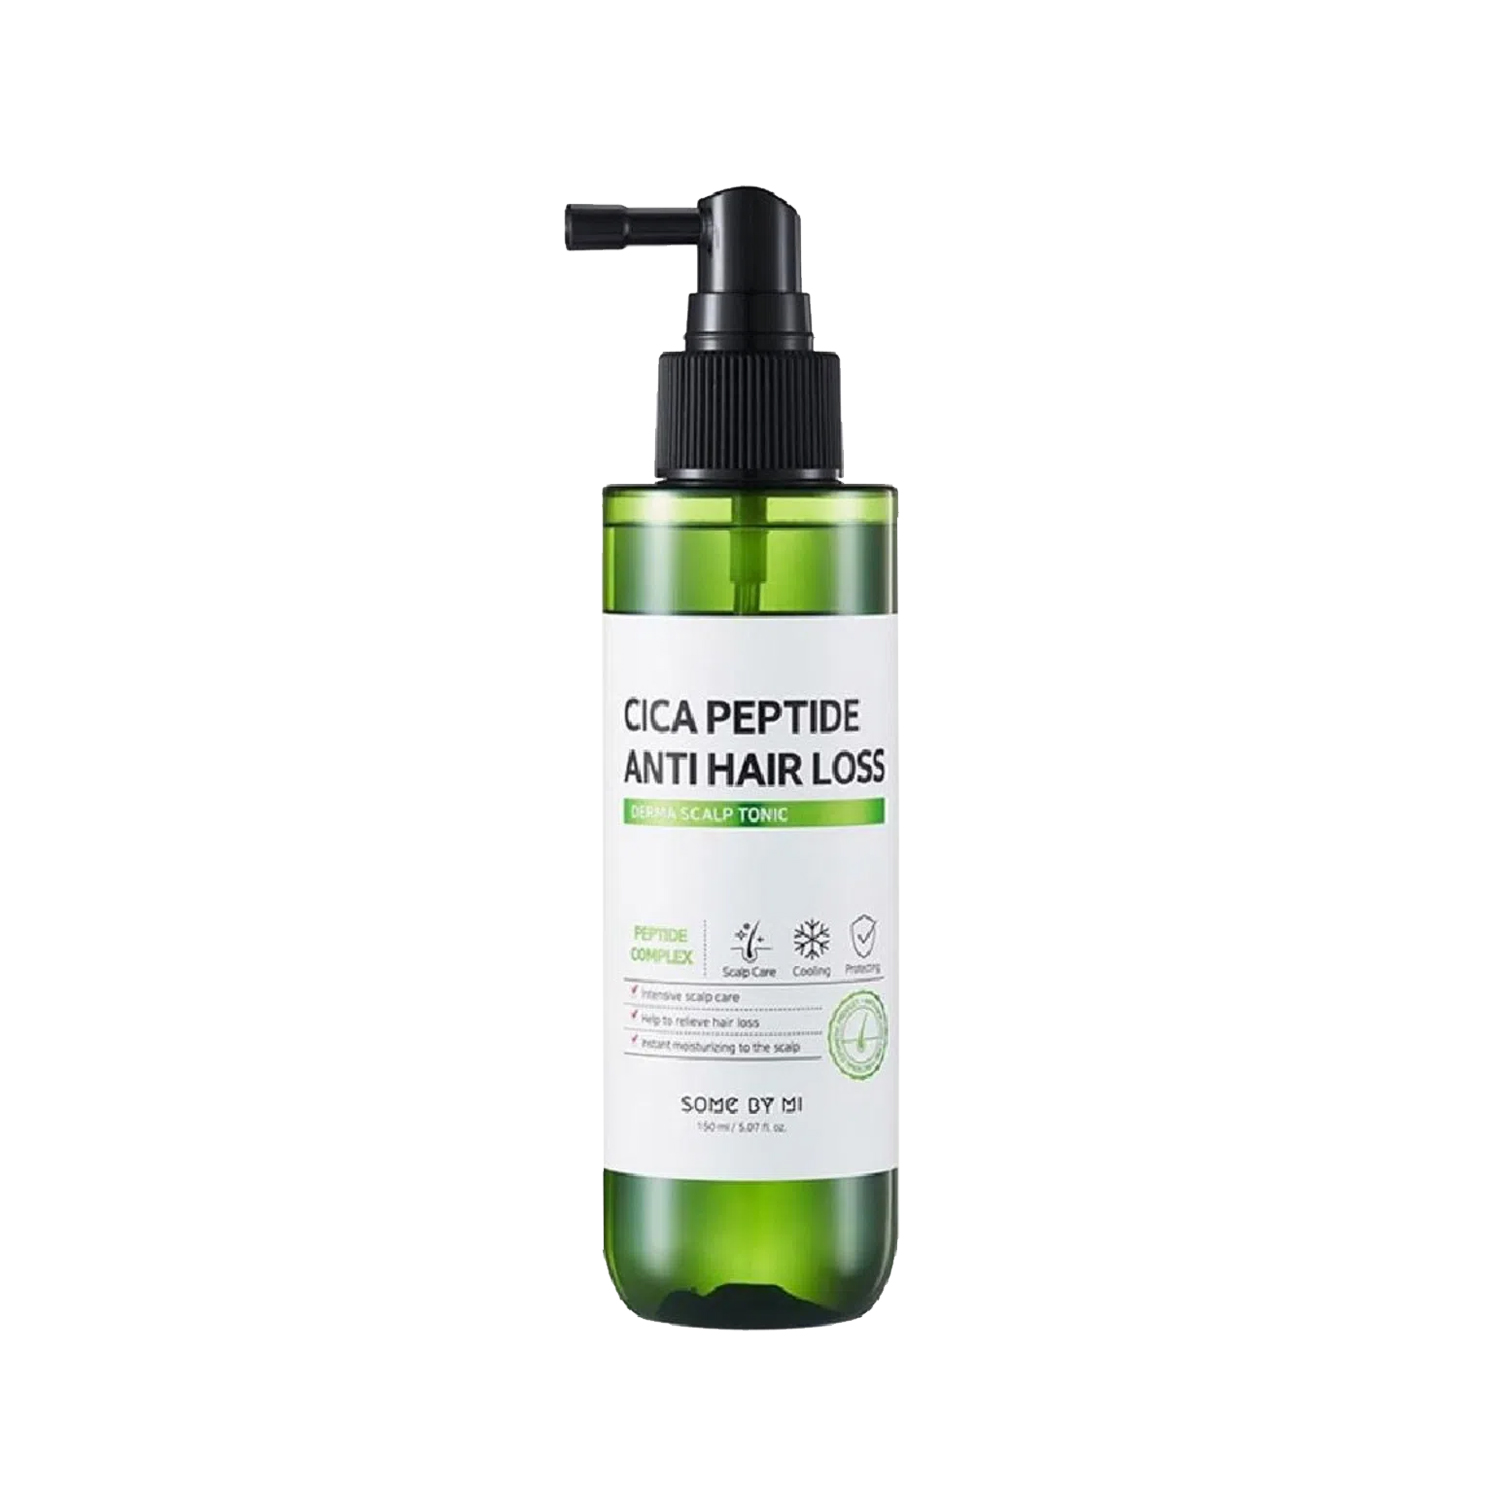 CICA PEPTIDE
ANTI HAIR LOSS
DERMA SCALP TONIC
PEPTIDE
COMPLEX
Scalp Care
Cooling
Protecting
Intensive scalp care
Help to relieve hair loss
Instant moisturizing to the scalp
SOME BY MI
150 ml / 5.07 fl. oz.